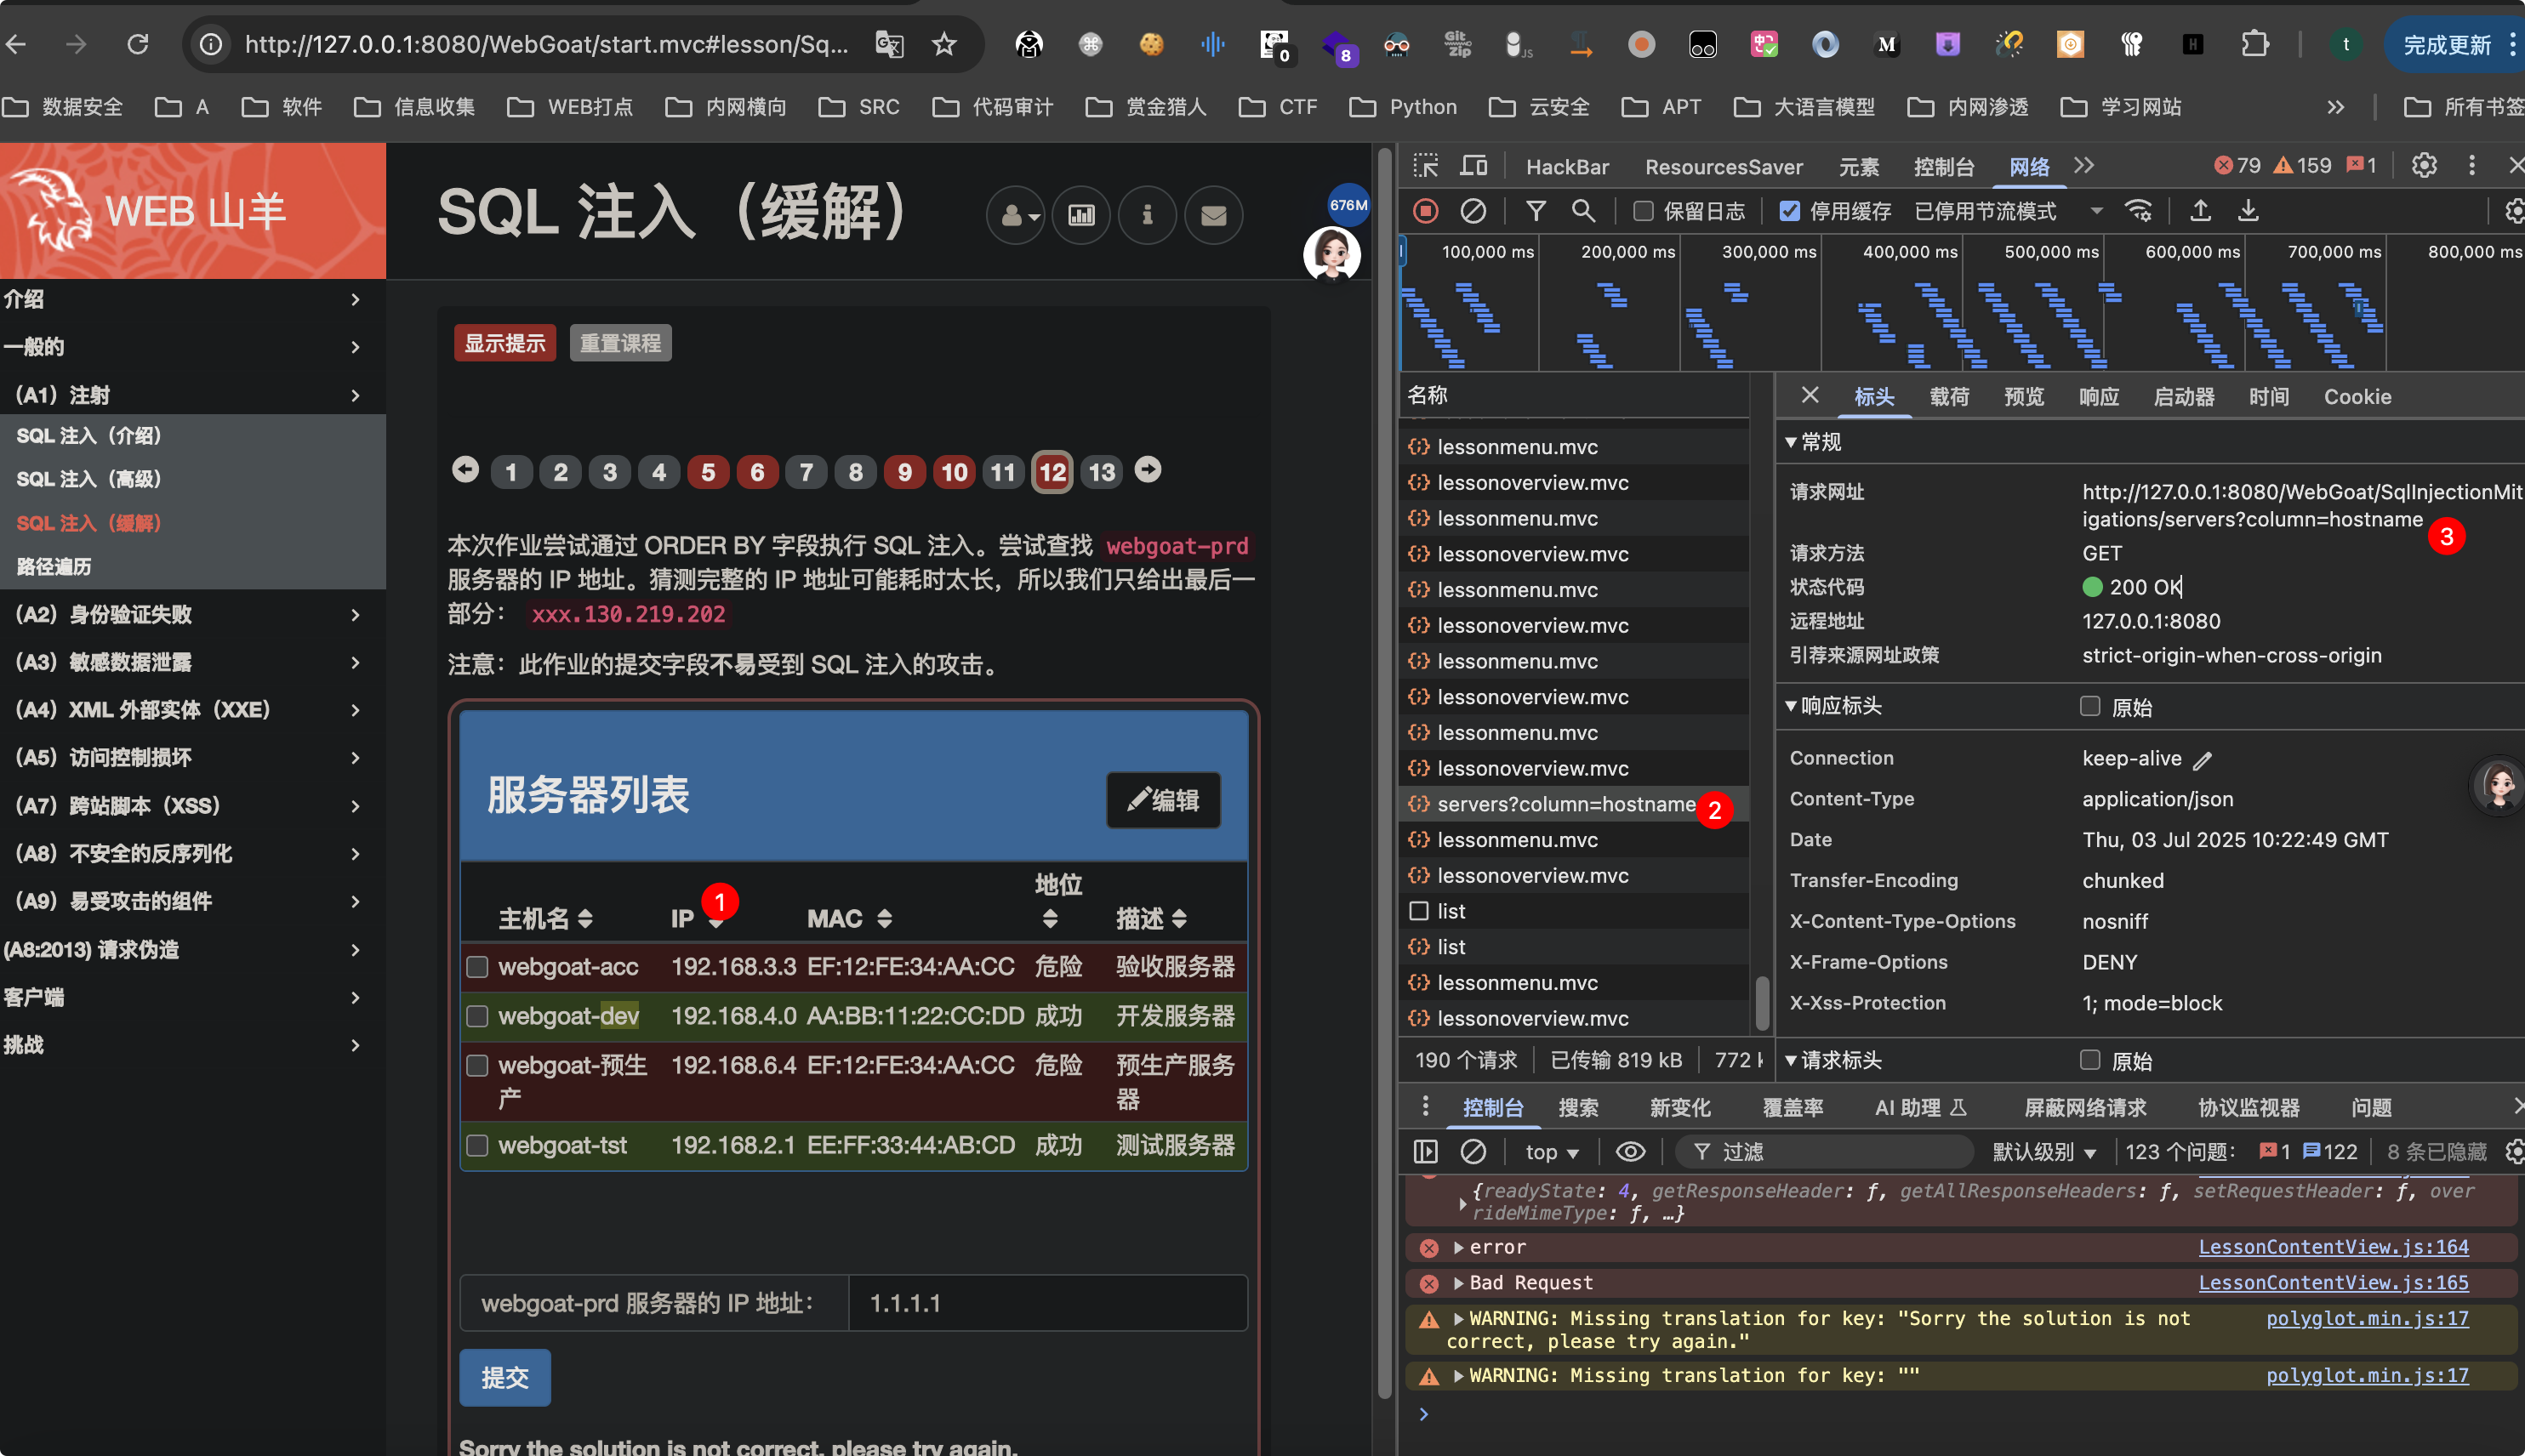 http://127.0.0.1:8080/WebGoat/start.mvc#lesson/Sq...
0
8
Git
Zip
JS
M
H
t
完成更新
数据安全
A
软件
信息收集
WEB打点
内网横向
SRC
代码审计
赏金猎人
CTF
Python
云安全
APT
大语言模型
内网渗透
学习网站
所有书签
WEB 山羊
介绍
一般的
（A1）注射
SQL 注入（介绍）
SQL 注入（高级）
SQL 注入（缓解）
路径遍历
（A2）身份验证失败
（A3）敏感数据泄露
（A4）XML 外部实体（XXE）
（A5）访问控制损坏
（A7）跨站脚本（XSS）
（A8）不安全的反序列化
（A9）易受攻击的组件
(A8:2013) 请求伪造
客户端
挑战
SQL 注入（缓解）
676M
显示提示
重置课程
1 2 3 4 5 6 7 8 9 10 11 12 13
本次作业尝试通过 ORDER BY 字段执行 SQL 注入。尝试查找 webgoat-prd
服务器的 IP 地址。猜测完整的 IP 地址可能耗时太长，所以我们只给出最后一
部分： xxx.130.219.202
注意：此作业的提交字段不易受到 SQL 注入的攻击。
服务器列表
编辑
主机名 IP 1 MAC 地位 描述
webgoat-acc 192.168.3.3 EF:12:FE:34:AA:CC 危险 验收服务器
webgoat-dev 192.168.4.0 AA:BB:11:22:CC:DD 成功 开发服务器
webgoat-预生 192.168.6.4 EF:12:FE:34:AA:CC 危险 预生产服务
产 器
webgoat-tst 192.168.2.1 EE:FF:33:44:AB:CD 成功 测试服务器
webgoat-prd 服务器的 IP 地址：
1.1.1.1
提交
Sorry the solution is not correct, please try again.
HackBar
ResourcesSaver
元素
控制台
网络
79
159
1
保留日志
停用缓存
已停用节流模式
100,000 ms
200,000 ms
300,000 ms
400,000 ms
500,000 ms
600,000 ms
700,000 ms
800,000 ms
名称
lessonmenu.mvc
lessonoverview.mvc
lessonmenu.mvc
lessonoverview.mvc
lessonmenu.mvc
lessonoverview.mvc
lessonmenu.mvc
lessonoverview.mvc
lessonmenu.mvc
lessonoverview.mvc
servers?column=hostname
2
lessonmenu.mvc
lessonoverview.mvc
list
list
lessonmenu.mvc
lessonoverview.mvc
190 个请求
已传输 819 kB
772 k
标头
载荷
预览
响应
启动器
时间
Cookie
常规
请求网址 http://127.0.0.1:8080/WebGoat/SqlInjectionMit
igations/servers?column=hostname
3
请求方法 GET
状态代码 200 OK
远程地址 127.0.0.1:8080
引荐来源网址政策 strict-origin-when-cross-origin
响应标头 原始
Connection keep-alive
Content-Type application/json
Date Thu, 03 Jul 2025 10:22:49 GMT
Transfer-Encoding chunked
X-Content-Type-Options nosniff
X-Frame-Options DENY
X-Xss-Protection 1; mode=block
请求标头 原始
控制台
搜索
新变化
覆盖率
AI 助理
屏蔽网络请求
协议监视器
问题
top
过滤
默认级别
123 个问题：
1
122
8 条已隐藏
{readyState: 4, getResponseHeader: ƒ, getAllResponseHeaders: ƒ, setRequestHeader: ƒ, over
rideMimeType: ƒ, …}
error LessonContentView.js:164
Bad Request LessonContentView.js:165
WARNING: Missing translation for key: "Sorry the solution is not polyglot.min.js:17
correct, please try again."
WARNING: Missing translation for key: "" polyglot.min.js:17